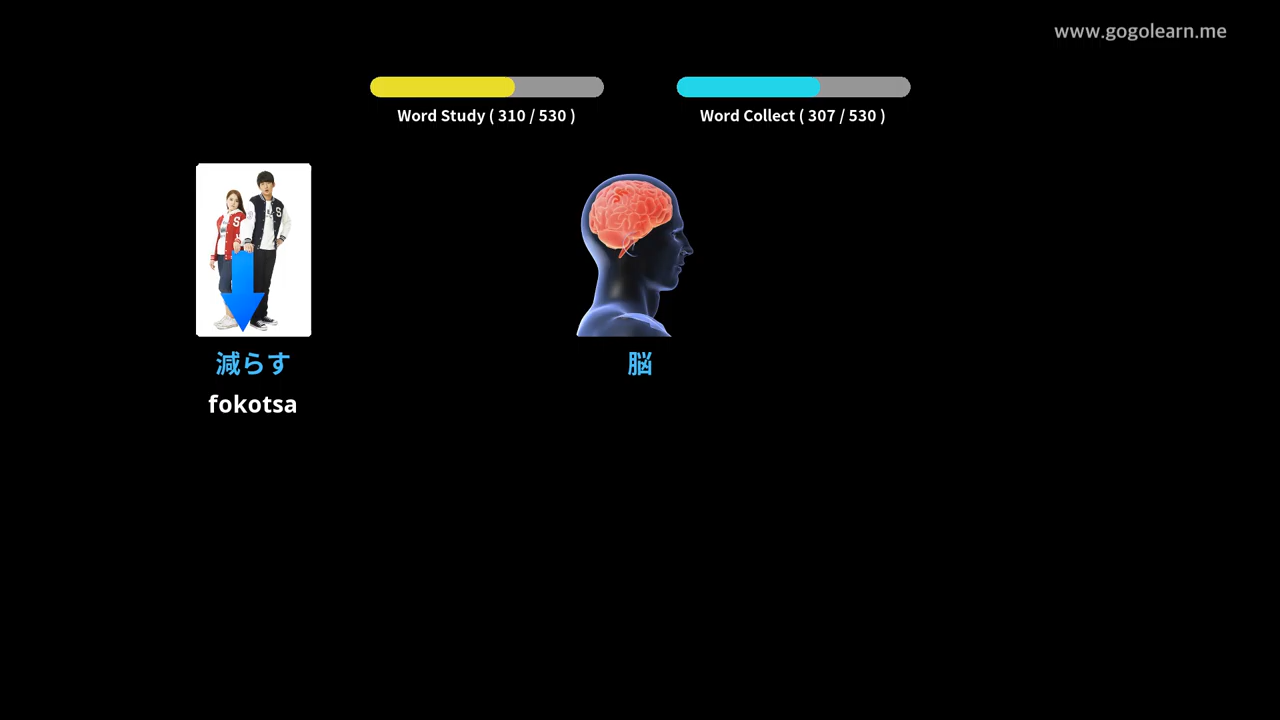 www.gogolearn.me
Word Study ( 310 / 530 )
Word Collect ( 307 / 530 )
減らす
脳
fokotsa